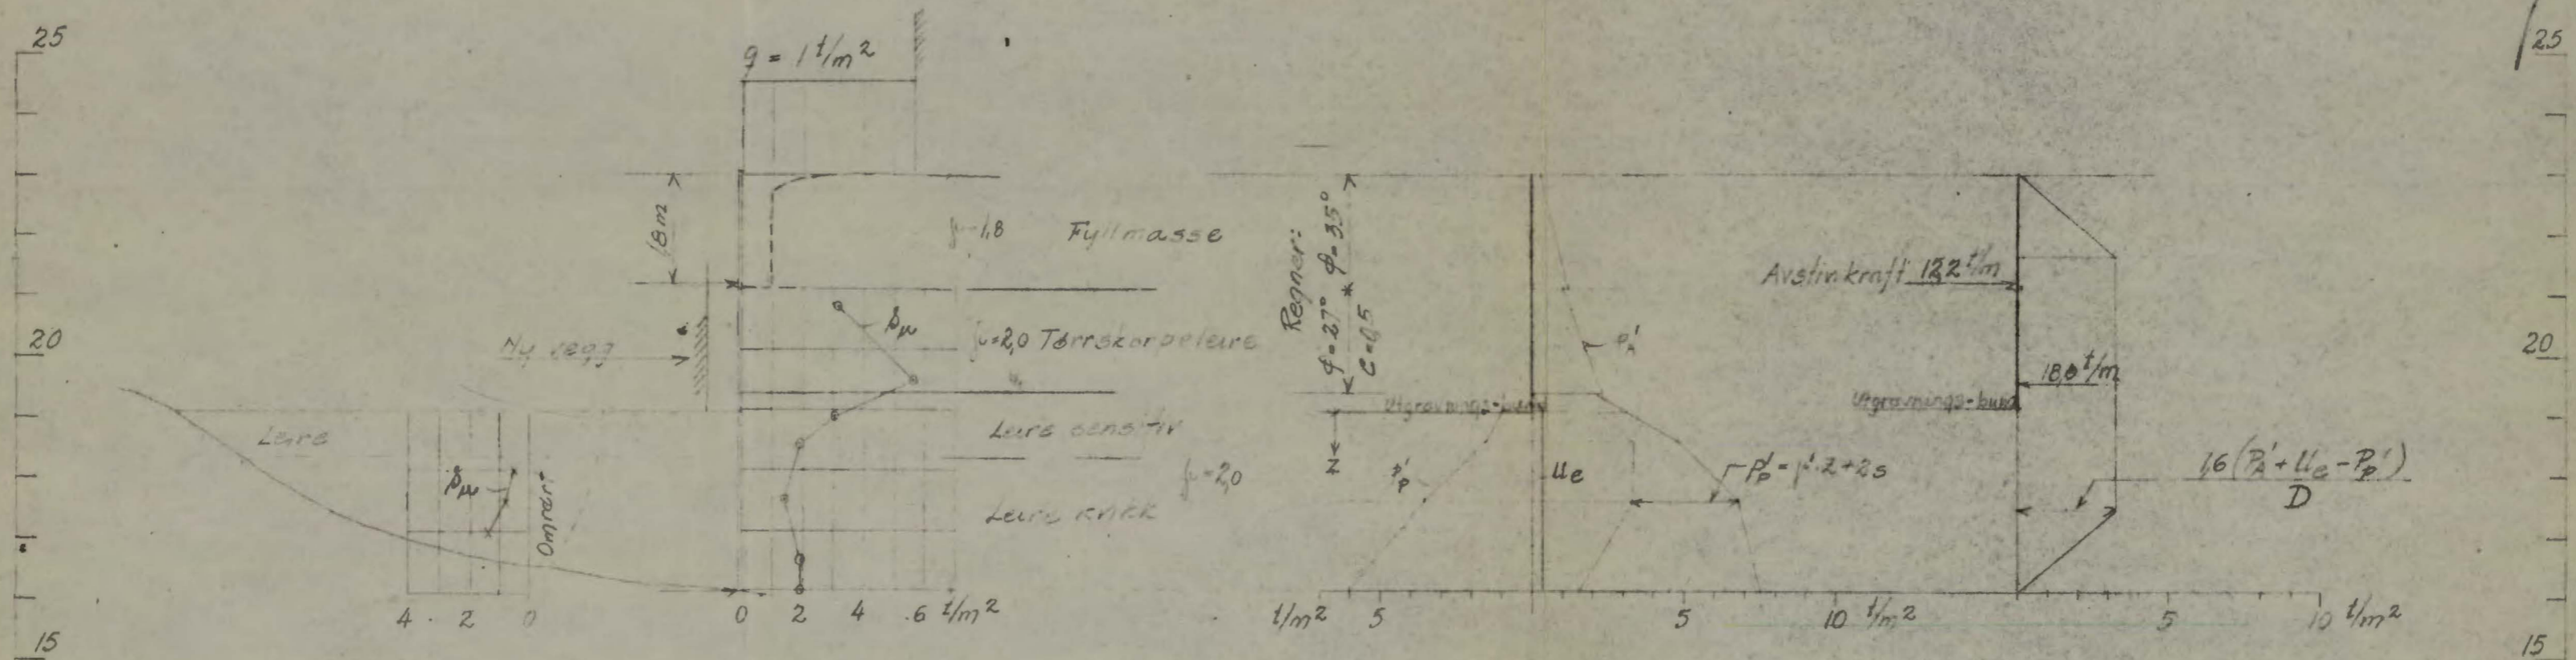 25
20
15
g = 1 t/m²
1,8 m
γ=1,8 Fyllmasse
γ=2,0 Tørrskorpeleire
Ny vegg
Leire
Leire sensitiv
γ=2,0
Leire kvikk
Omrørt
4 2 0
0 2 4 6 t/m²
Regner:
φ=27° φ=35°
C=0,5 *
P'A
Utgravnings-bunn
z
P'p
Ue
P'p = γ'·z+2s
t/m² 5
5 10 t/m²
Avstivnkraft 12,2 t/m
18,0 t/m
Utgravnings-bunn
1,6 (P'A + Ue - P'p)
D
5 10 t/m²
25
20
15